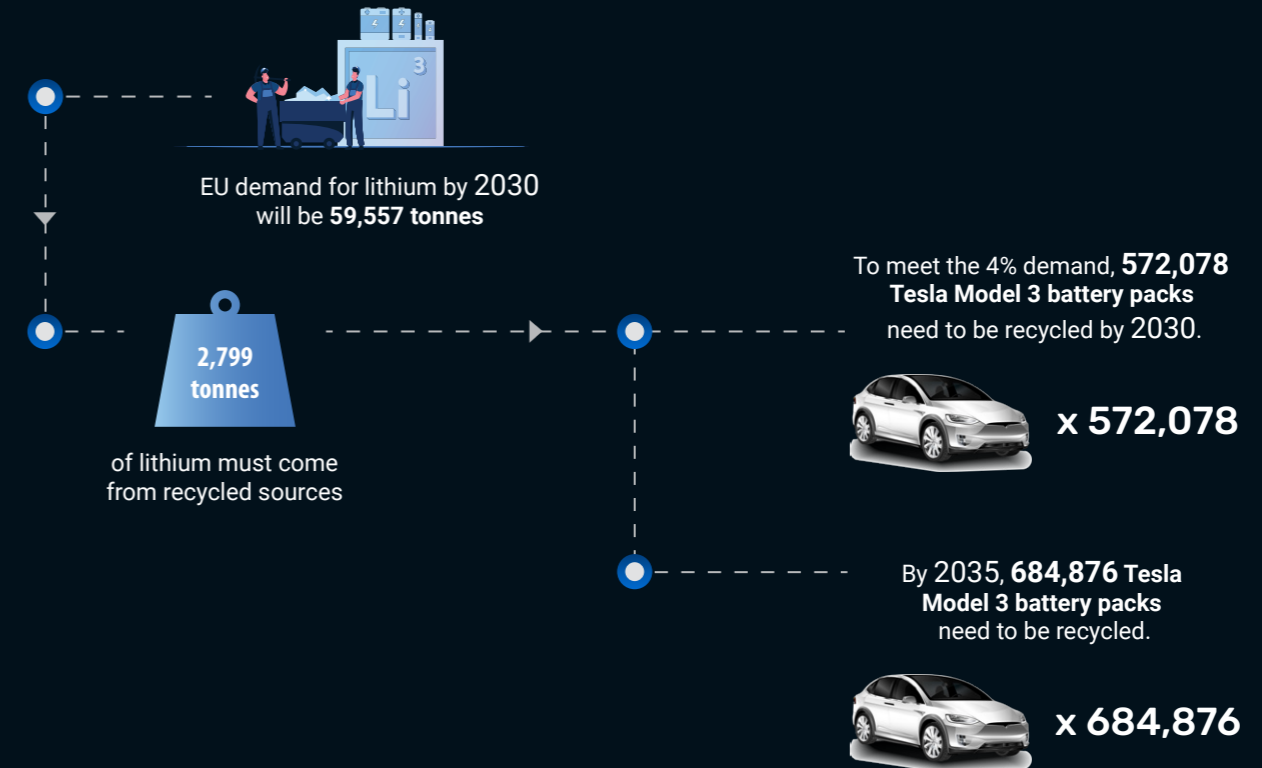 3
Li
EU demand for lithium by 2030
will be 59,557 tonnes
2,799
tonnes
of lithium must come
from recycled sources
To meet the 4% demand, 572,078
Tesla Model 3 battery packs
need to be recycled by 2030.
x 572,078
By 2035, 684,876 Tesla
Model 3 battery packs
need to be recycled.
x 684,876